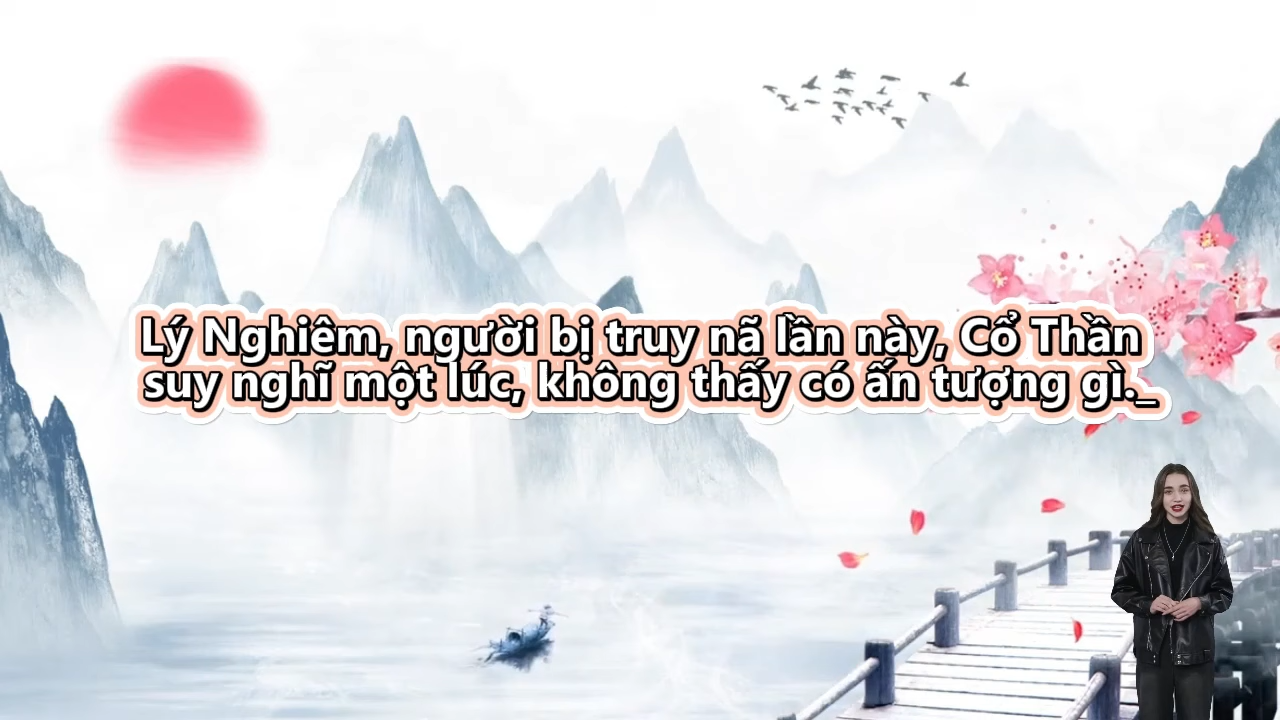 Lý Nghiêm, người bị truy nã lần này, Cổ Thần
suy nghĩ một lúc, không thấy có ấn tượng gì._